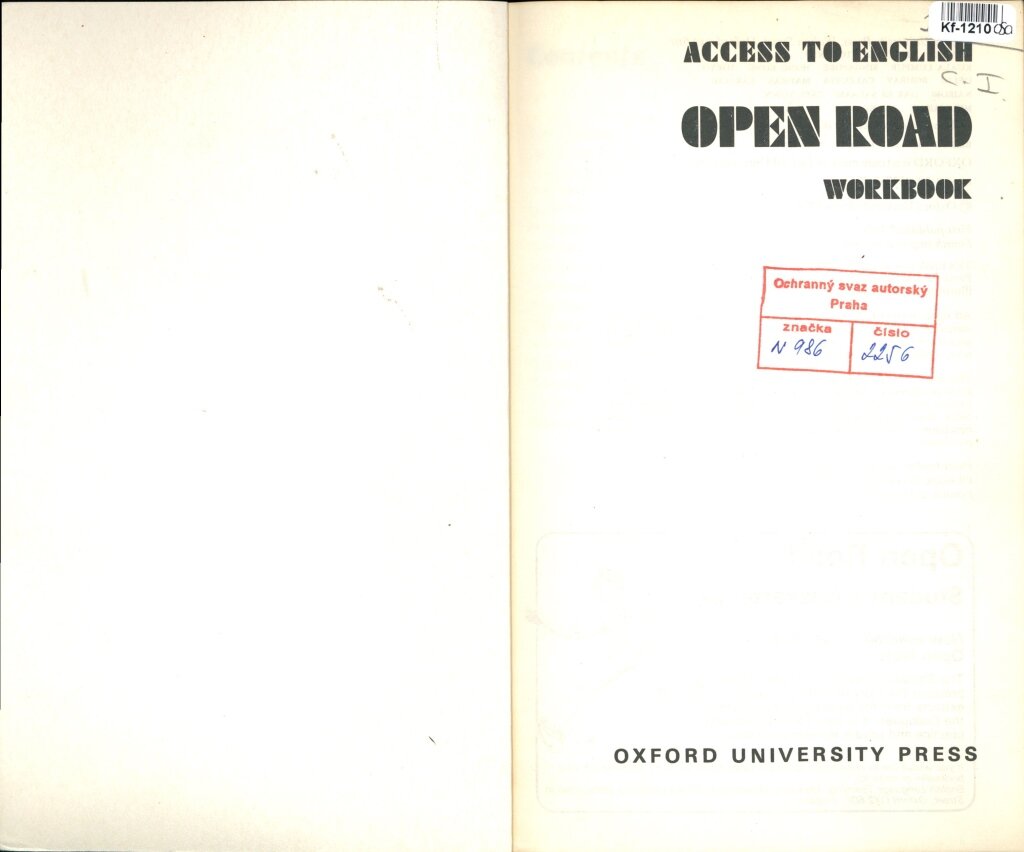 Kf-1210 OSA
ACCESS TO ENGLISH
C-I
OPEN ROAD
WORKBOOK
Ochranný svaz autorský
Praha
značka
číslo
N 986
2256
OXFORD UNIVERSITY PRESS